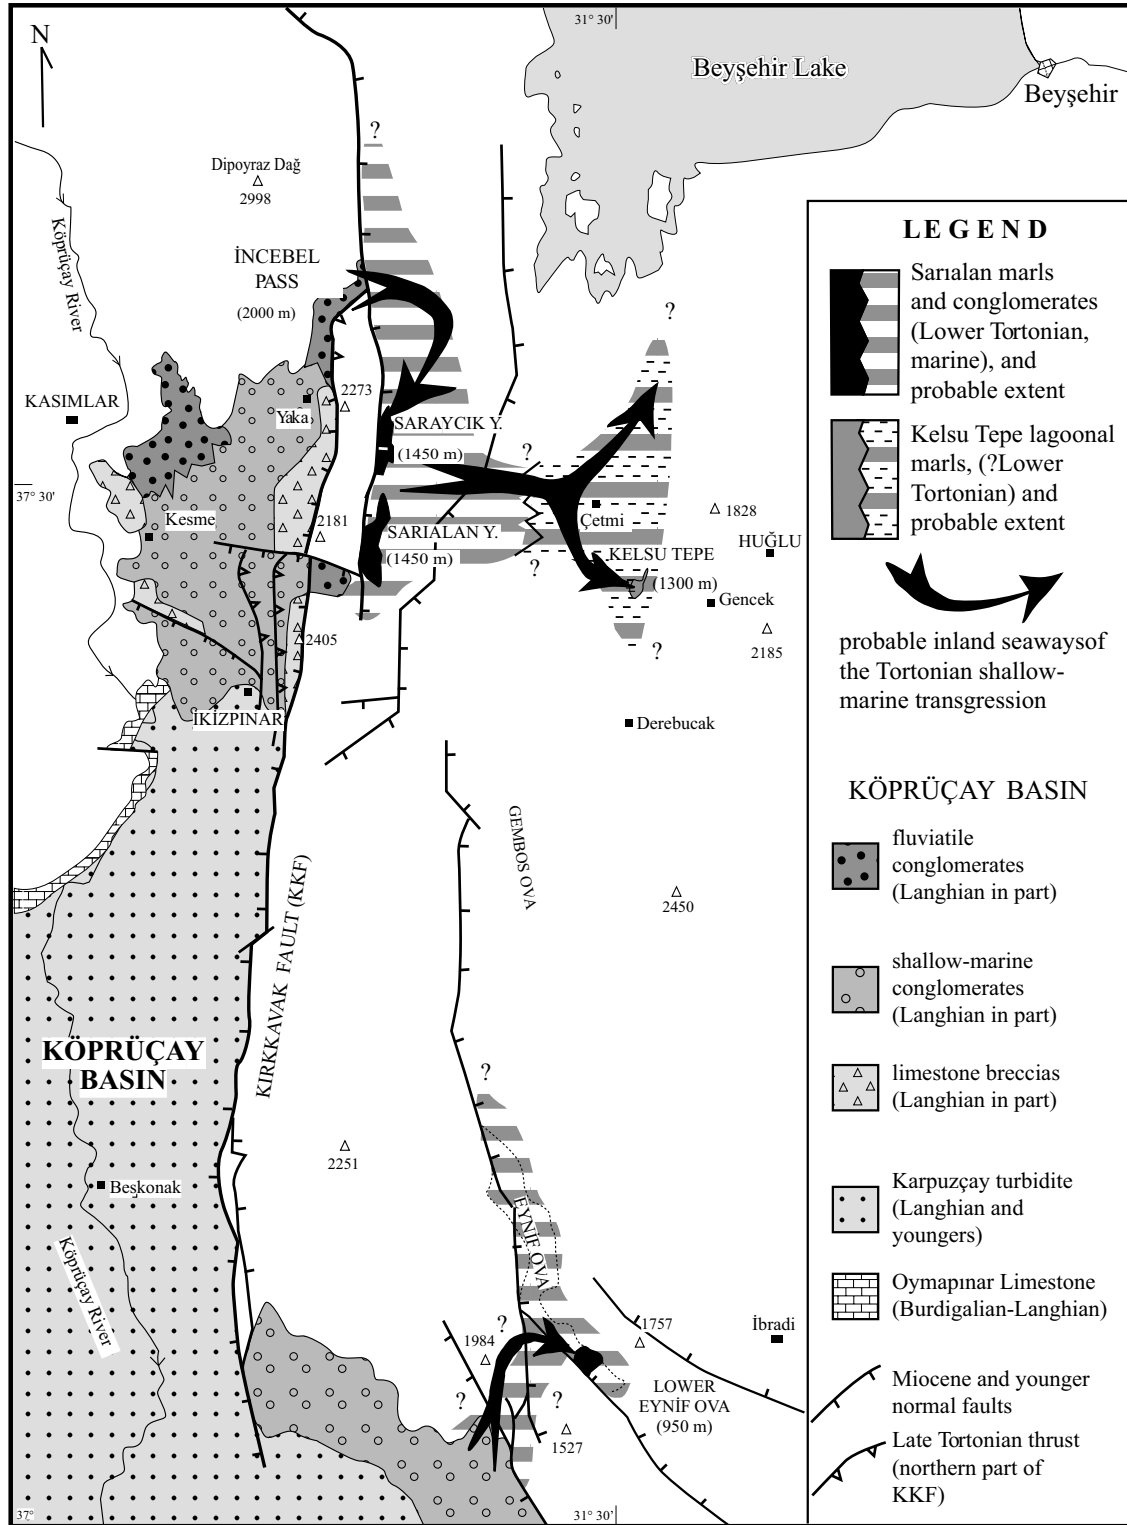 31° 30'
N
Beyşehir Lake
Beyşehir
?
Dipoyraz Dağ
2998
Köprüçay River
İNCEBEL
PASS
(2000 m)
?
KASIMLAR
2273
Yaka
SARAYCIK Y.
(1450 m)
?
37° 30'
Kesme
2181
SARIALAN Y.
(1450 m)
Çetmi
1828
HUĞLU
KELSU TEPE
(1300 m)
?
Gencek
2405
?
2185
İKİZPINAR
Derebucak
GEMBOS OVA
2450
KIRKKAVAK FAULT (KKF)
KÖPRÜÇAY
BASIN
?
2251
Beşkonak
EYNİF OVA
Köprüçay River
?
1984
1757
İbradi
LOWER
EYNİF OVA
(950 m)
?
?
1527
37°
31° 30'
LEGEND
Sarıalan marls
and conglomerates
(Lower Tortonian,
marine), and
probable extent
Kelsu Tepe lagoonal
marls, (?Lower
Tortonian) and
probable extent
probable inland seawaysof
the Tortonian shallow-
marine transgression
KÖPRÜÇAY BASIN
fluviatile
conglomerates
(Langhian in part)
shallow-marine
conglomerates
(Langhian in part)
limestone breccias
(Langhian in part)
Karpuzçay turbidite
(Langhian and
youngers)
Oymapınar Limestone
(Burdigalian-Langhian)
Miocene and younger
normal faults
Late Tortonian thrust
(northern part of
KKF)